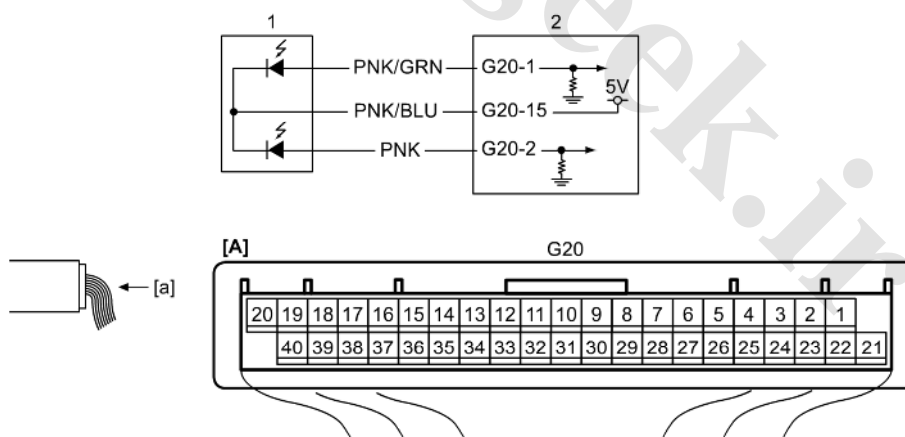 1 2
PNK/GRN G20-1
5V
PNK/BLU G20-15
PNK G20-2
[A] G20
[a]
20 19 18 17 16 15 14 13 12 11 10 9 8 7 6 5 4 3 2 1
40 39 38 37 36 35 34 33 32 31 30 29 28 27 26 25 24 23 22 21
eek.ir